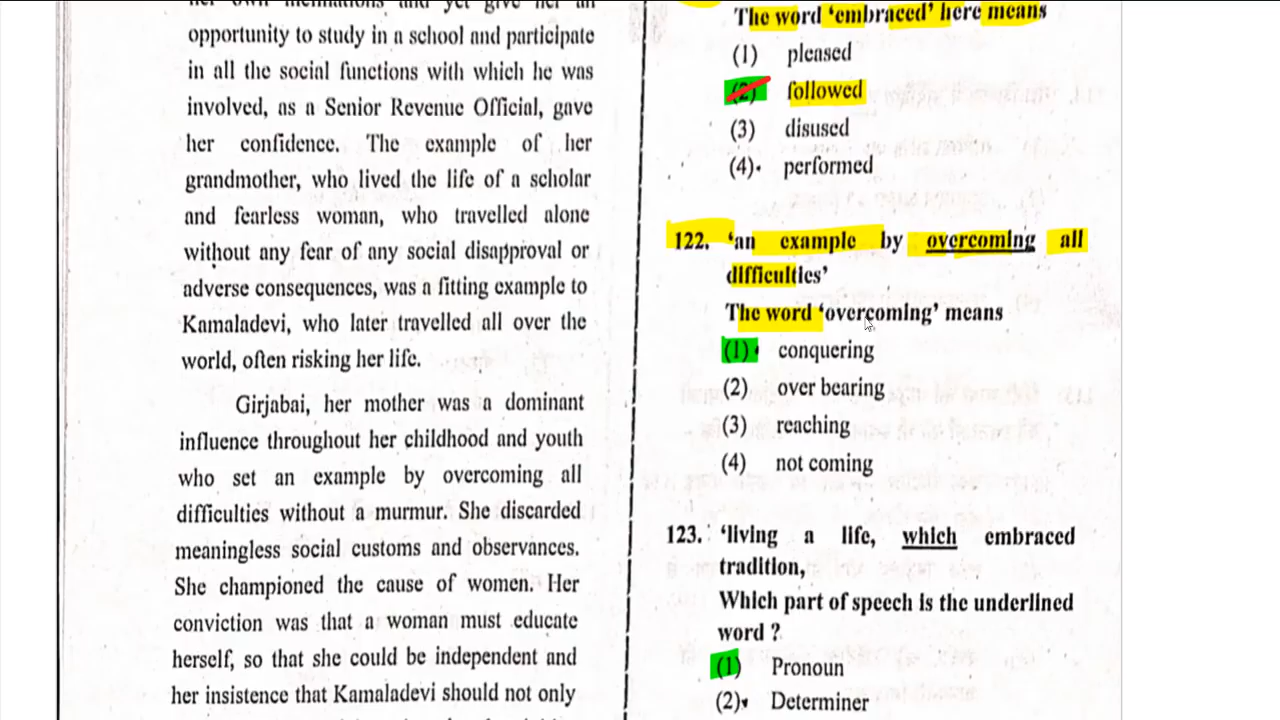 her own inclinations and yet give her an
opportunity to study in a school and participate
in all the social functions with which he was
involved, as a Senior Revenue Official, gave
her confidence. The example of her
grandmother, who lived the life of a scholar
and fearless woman, who travelled alone
without any fear of any social disapproval or
adverse consequences, was a fitting example to
Kamaladevi, who later travelled all over the
world, often risking her life.
Girjabai, her mother was a dominant
influence throughout her childhood and youth
who set an example by overcoming all
difficulties without a murmur. She discarded
meaningless social customs and observances.
She championed the cause of women. Her
conviction was that a woman must educate
herself, so that she could be independent and
her insistence that Kamaladevi should not only
The word ‘embraced’ here means
(1) pleased
(2) followed
(3) disused
(4) performed
122. ‘an example by overcoming all
difficulties’
The word ‘overcoming’ means
(1) conquering
(2) over bearing
(3) reaching
(4) not coming
123. ‘living a life, which embraced
tradition,
Which part of speech is the underlined
word ?
(1) Pronoun
(2) Determiner